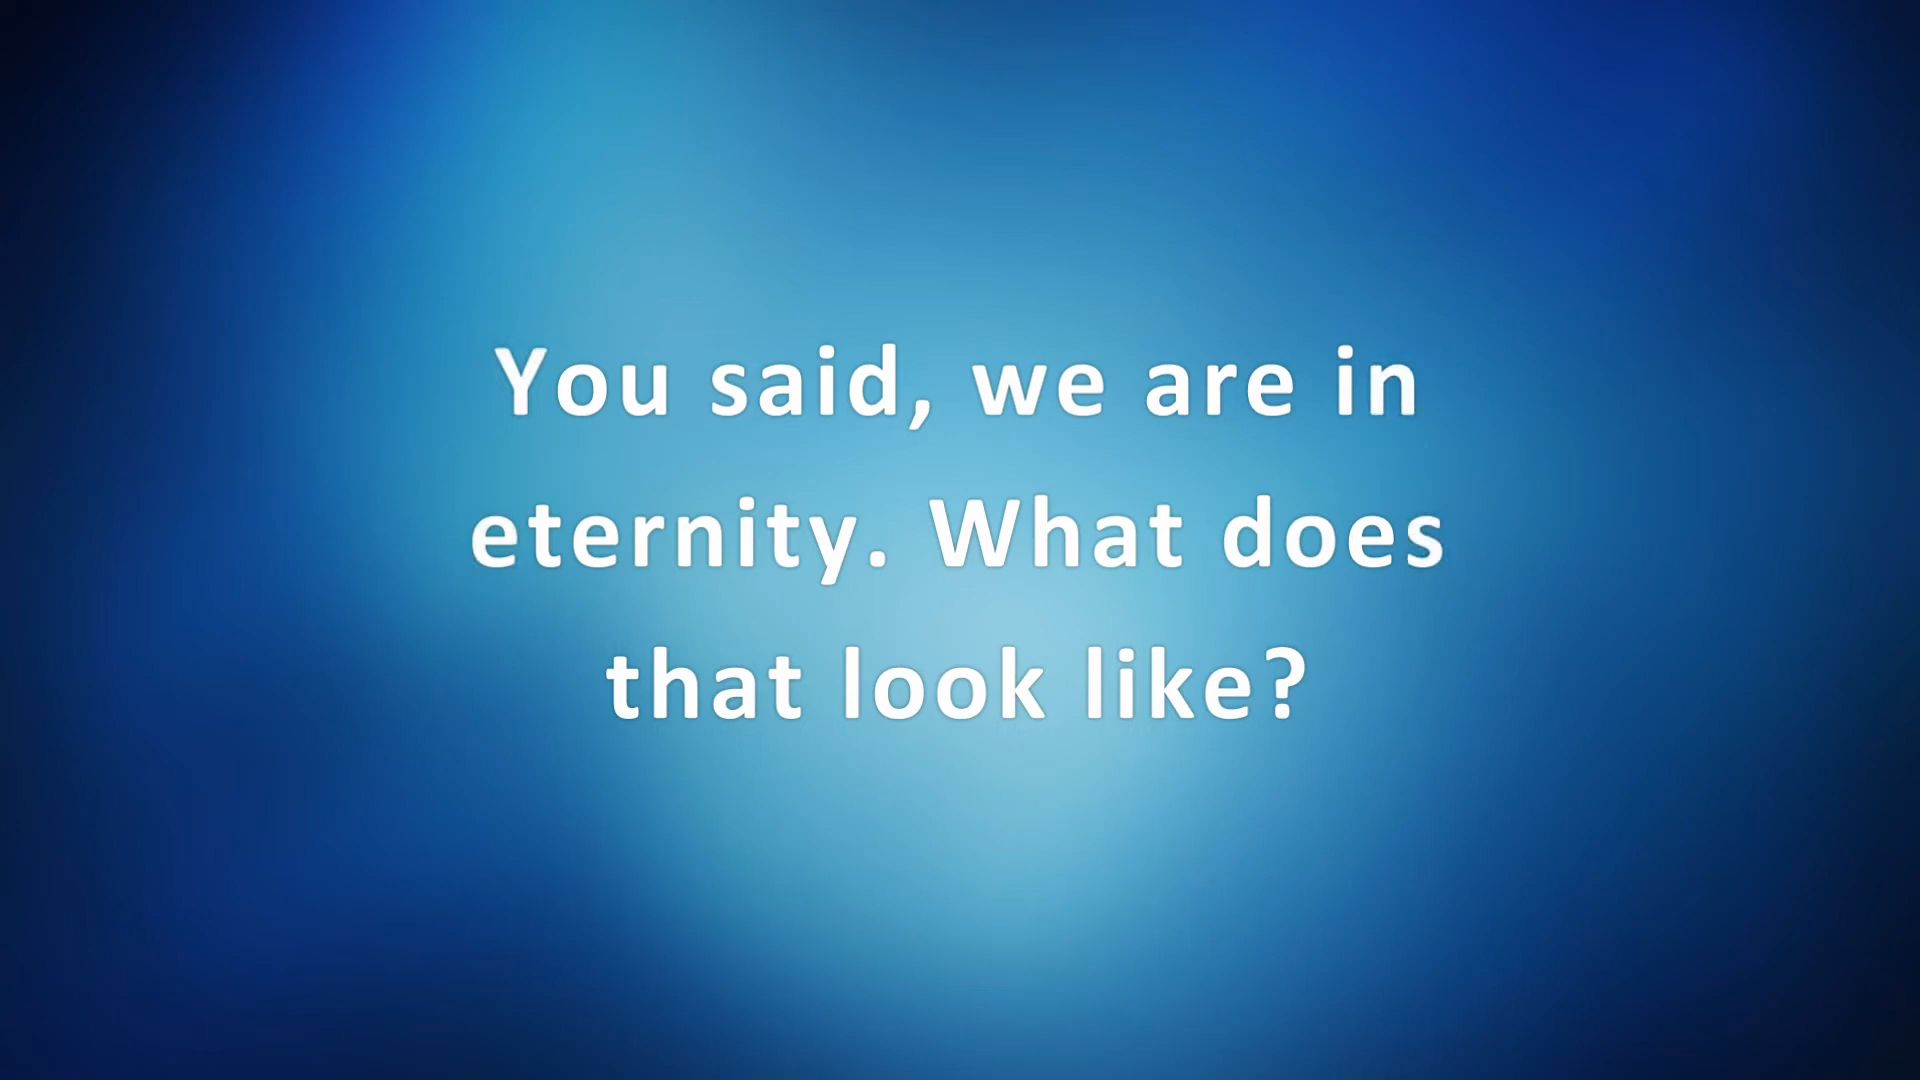 You said, we are in
eternity. What does
that look like?